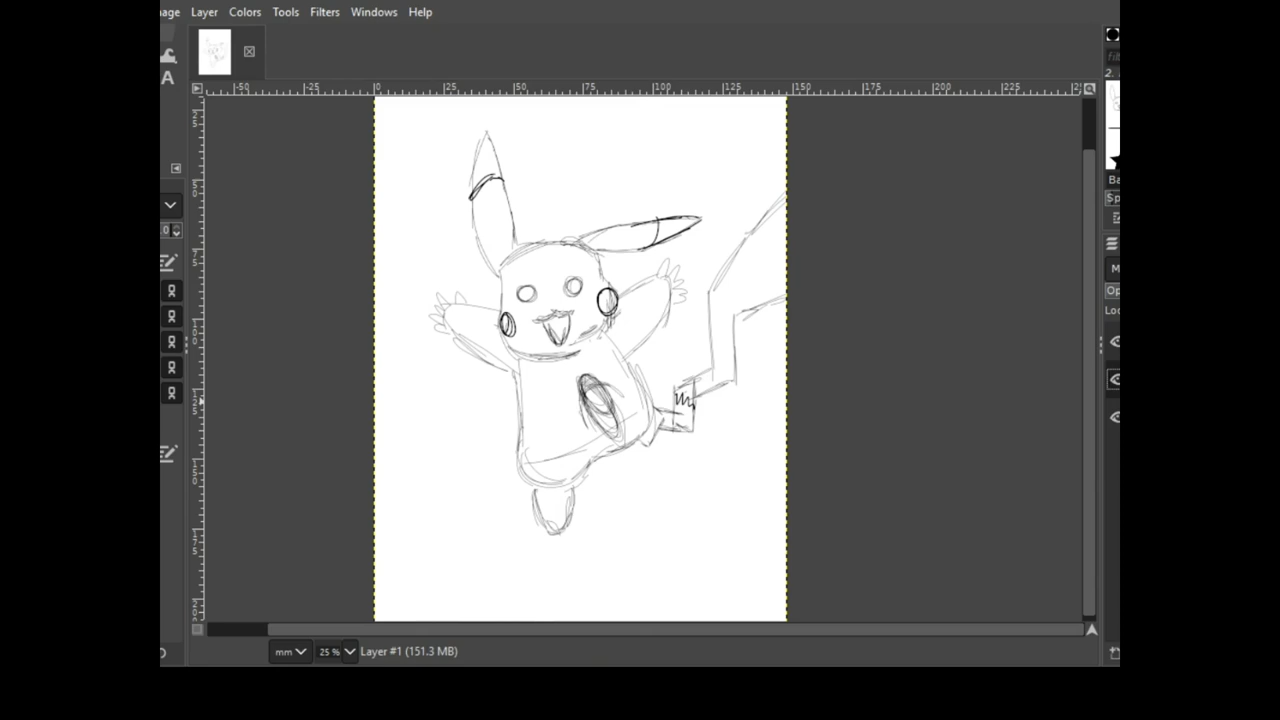 age Layer Colors Tools Filters Windows Help
A
-50 -25 0 25 50 75 100 125 150 175 200 225
mm 25 % Layer #1 (151.3 MB)